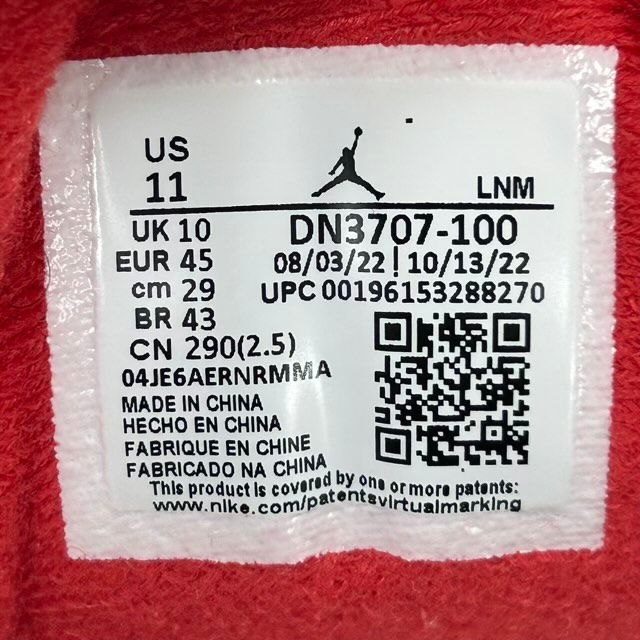 US
11
LNM
UK 10
EUR 45
cm 29
BR 43
CN 290(2.5)
DN3707-100
08/03/22 | 10/13/22
UPC 00196153288270
04JE6AERNRMMA
MADE IN CHINA
HECHO EN CHINA
FABRIQUE EN CHINE
FABRICADO NA CHINA
This product is covered by one or more patents:
www.nike.com/patentsvirtualmarking